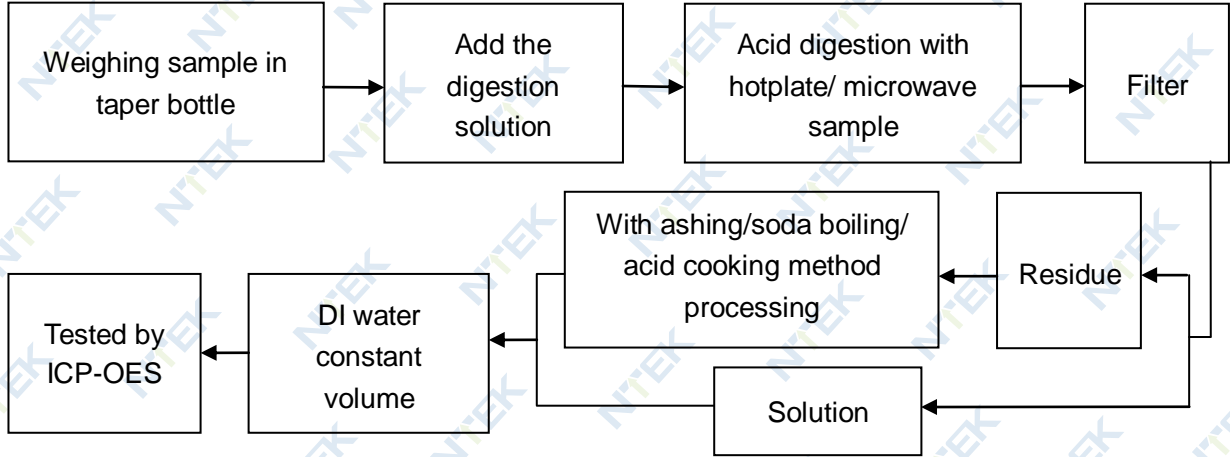 Weighing sample in
taper bottle
Add the
digestion
solution
Acid digestion with
hotplate/ microwave
sample
Filter
With ashing/soda boiling/
acid cooking method
processing
Residue
Tested by
ICP-OES
DI water
constant
volume
Solution
NTEK